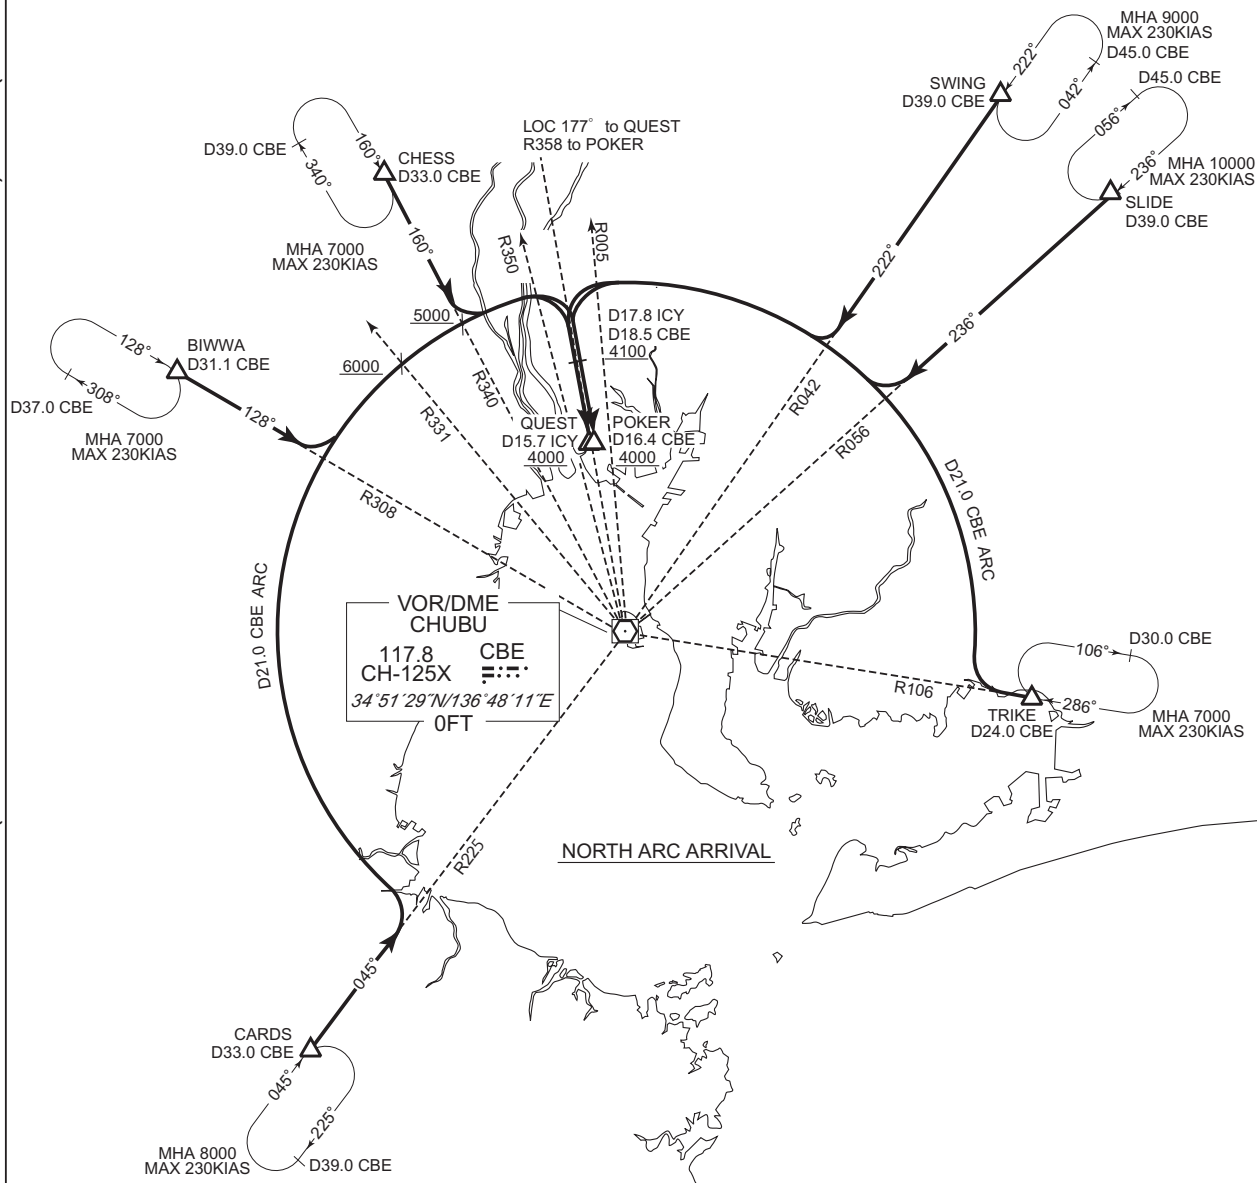 MHA 9000
MAX 230KIAS
D45.0 CBE
222°
042°
SWING
D39.0 CBE
D45.0 CBE
056°
236°
MHA 10000
MAX 230KIAS
SLIDE
D39.0 CBE
LOC 177° to QUEST
R358 to POKER
D39.0 CBE
160°
340°
CHESS
D33.0 CBE
MHA 7000
MAX 230KIAS
160°
R350
R005
222°
236°
5000
6000
D17.8 ICY
D18.5 CBE
4100
128°
308°
BIWWA
D31.1 CBE
D37.0 CBE
MHA 7000
MAX 230KIAS
128°
R331
R340
R042
R056
QUEST
D15.7 ICY
4000
POKER
D16.4 CBE
4000
R308
D21.0 CBE ARC
D21.0 CBE ARC
VOR/DME
CHUBU
117.8 CBE
CH-125X
34°51´29˝N/136°48´11˝E
0FT
R106
106°
D30.0 CBE
286°
TRIKE
D24.0 CBE
MHA 7000
MAX 230KIAS
R225
NORTH ARC ARRIVAL
045°
CARDS
D33.0 CBE
045°
225°
MHA 8000
MAX 230KIAS
D39.0 CBE